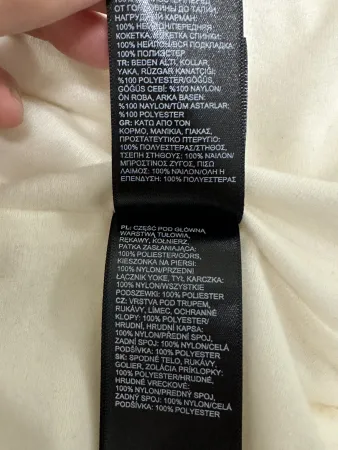 ОТ ГОЛОВИНЫ ДО ТАЛИИ,
НАГРУДНЫЙ КАРМАН:
100% НЕЙЛОН/ПЕРЕДНЯЯ
КОКЕТКА, КОКЕТКА СПИНКИ:
100% НЕЙЛОН/ВСЯ ПОДКЛАДКА:
100% ПОЛИЭСТЕР
TR: BEDEN ALTI, KOLLAR,
YAKA, RÜZGAR KANATÇIĞI:
%100 POLYESTER/GÖĞÜS,
GÖĞÜS CEBİ: %100 NAYLON/
ÖN ROBA, ARKA BASEN:
%100 NAYLON/TÜM ASTARLAR:
%100 POLYESTER
GR: ΚΑΤΩ ΑΠΟ ΤΟΝ
ΚΟΡΜΟ, ΜΑΝΙΚΙΑ, ΓΙΑΚΑΣ,
ΠΡΟΣΤΑΤΕΥΤΙΚΟ ΠΤΕΡΥΓΙΟ:
100% ΠΟΛΥΕΣΤΕΡΑΣ/ΣΤΗΘΟΣ,
ΤΣΕΠΗ ΣΤΗΘΟΥΣ: 100% ΝΑΪΛΟΝ/
ΜΠΡΟΣΤΙΝΟΣ ΖΥΓΟΣ, ΠΙΣΩ
ΛΑΙΜΟΣ: 100% ΝΑΪΛΟΝ/ΟΛΗ Η
ΕΠΕΝΔΥΣΗ: 100% ΠΟΛΥΕΣΤΕΡΑΣ
PL: CZĘŚĆ POD GŁÓWNĄ
WARSTWĄ TUŁOWIA,
RĘKAWY, KOŁNIERZ,
PATKA ZASŁANIAJĄCA:
100% POLIESTER/GORS,
KIESZONKA NA PIERSI:
100% NYLON/PRZEDNI
ŁĄCZNIK YOKE, TYŁ, KARCZKA:
100% NYLON/WSZYSTKIE
PODSZEWKI: 100% POLIESTER
CZ: VRSTVA POD TRUPEM,
RUKÁVY, LÍMEC, OCHRANNÉ
KLOPY: 100% POLYESTER/
HRUDNÍ, HRUDNÍ KAPSA:
100% NYLON/PŘEDNÍ SPOJ,
ZADNÍ SPOJ: 100% NYLON/CELÁ
PODŠÍVKA: 100% POLYESTER
SK: SPODNÉ TELO, RUKÁVY,
GOLIER, ZOLÁCIA PRÍKLOPKY:
100% POLYESTER/HRUDNÉ,
HRUDNÉ VRECKOVÉ:
100% NYLON/PREDNÝ SPOJ,
ZADNÝ SPOJ: 100% NYLON/CELÁ
PODŠÍVKA: 100% POLYESTER